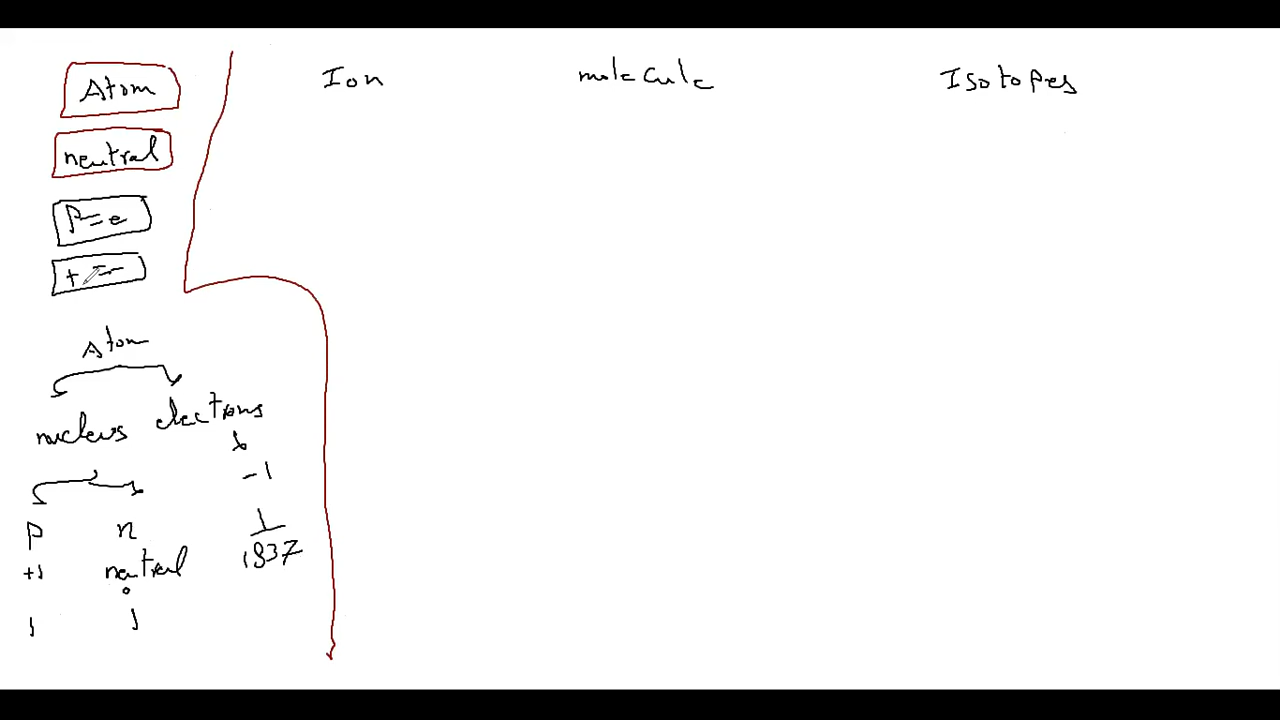 Atom
Ion
molecule
Isotopes
neutral
P=e
+ = -
Atom
nucleus electrons
-1
p n
+1 neutral
0
1 1
1
1837